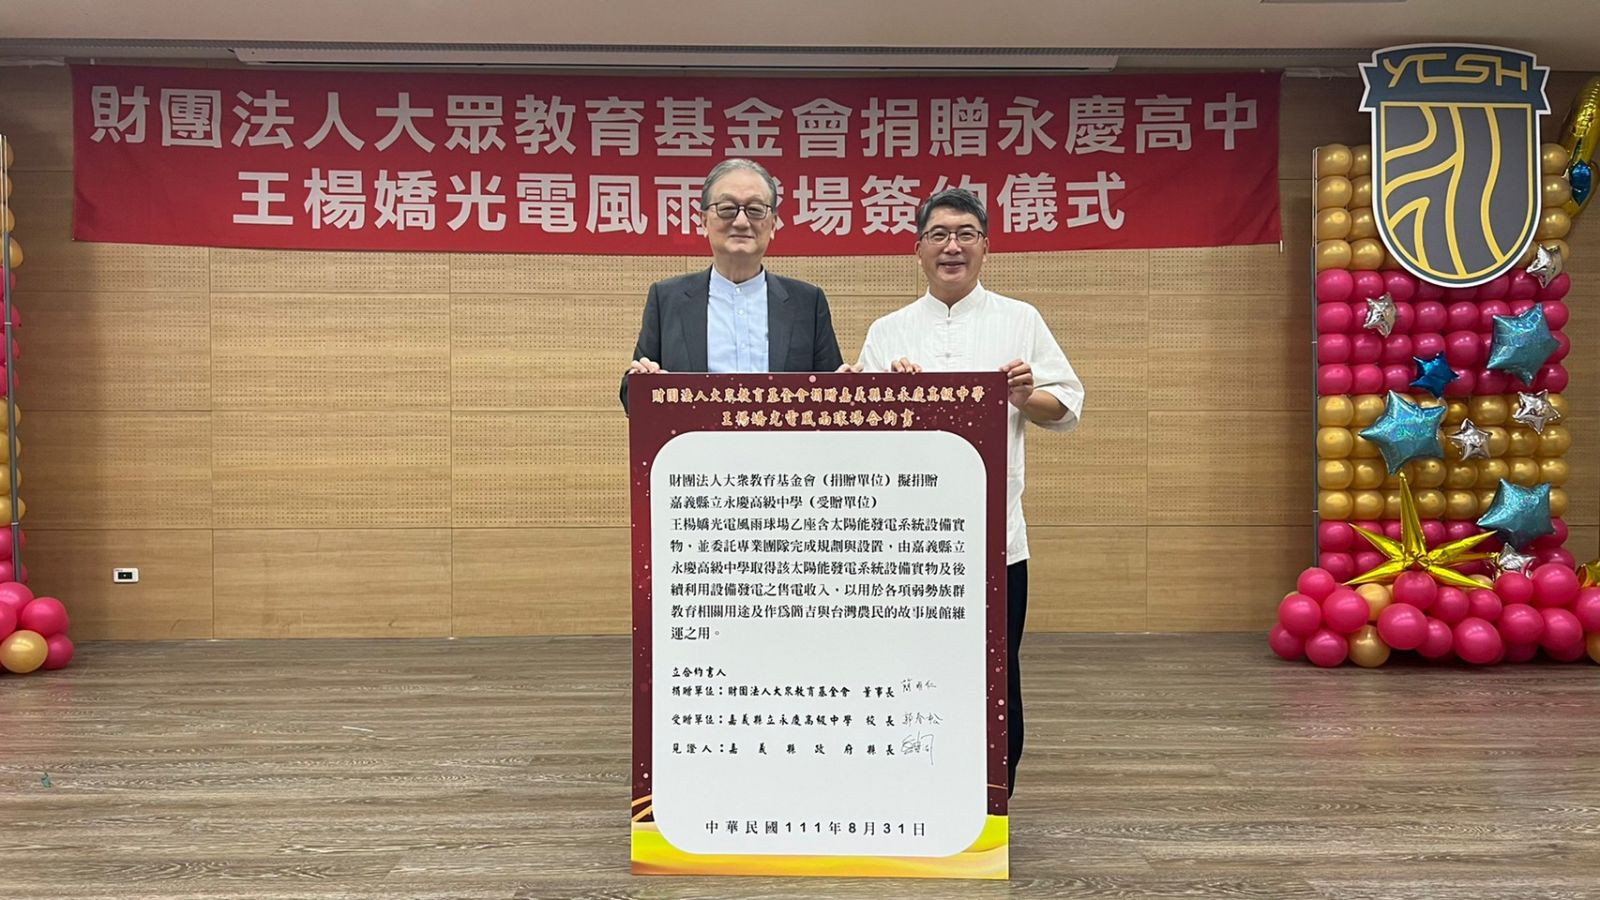 財團法人大眾教育基金會捐贈永慶高中
王楊嬌光電風雨球場簽約儀式
YCSH
財團法人大眾教育基金會捐贈嘉義縣立永慶高級中學
王楊嬌光電風雨球場合約書
財團法人大衆教育基金會（捐贈單位）擬捐贈
嘉義縣立永慶高級中學（受贈單位）
王楊嬌光電風雨球場乙座含太陽能發電系統設備實
物，並委託專業團隊完成規劃與設置，由嘉義縣立
永慶高級中學取得該太陽能發電系統設備實物及後
續利用設備發電之售電收入，以用於各項弱勢族群
教育相關用途及作為簡吉與台灣農民的故事展館維
運之用。
立合約書人
捐贈單位：財團法人大眾教育基金會 董事長 簡明仁
受贈單位：嘉義縣立永慶高級中學 校長 郭春松
見證人：嘉義縣政府縣長
中華民國111年8月31日